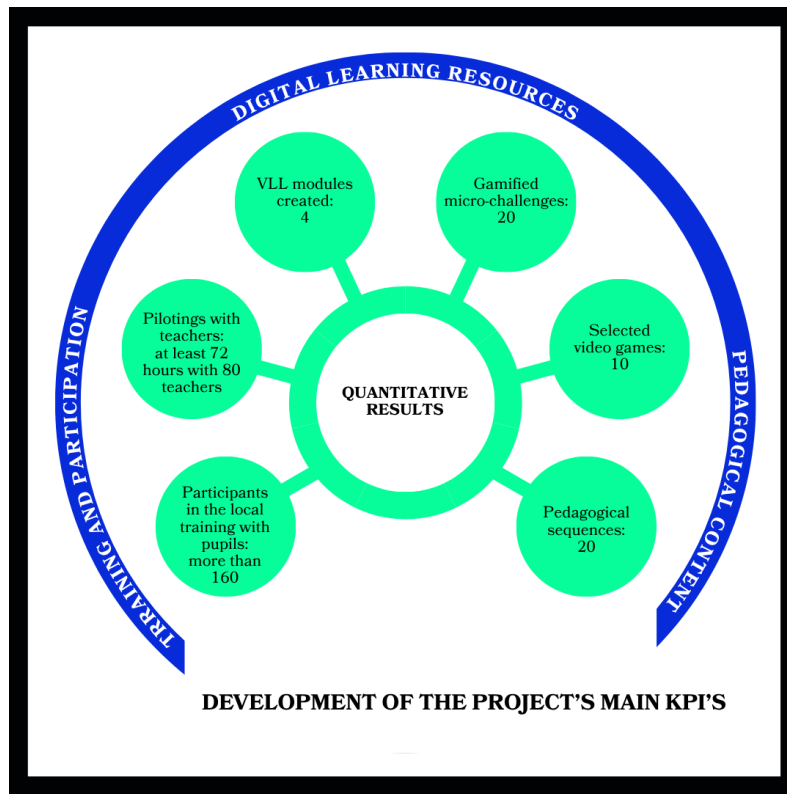 DIGITAL LEARNING RESOURCES
VLL modules
created:
4
Gamified
micro-challenges:
20
Pilotings with
teachers:
at least 72
hours with 80
teachers
Selected
video games:
10
QUANTITATIVE
RESULTS
Participants
in the local
training with
pupils:
more than
160
Pedagogical
sequences:
20
TRRAINING AND PARTICIPATION
PEDAGOGICAL CONTENT
DEVELOPMENT OF THE PROJECT'S MAIN KPI'S